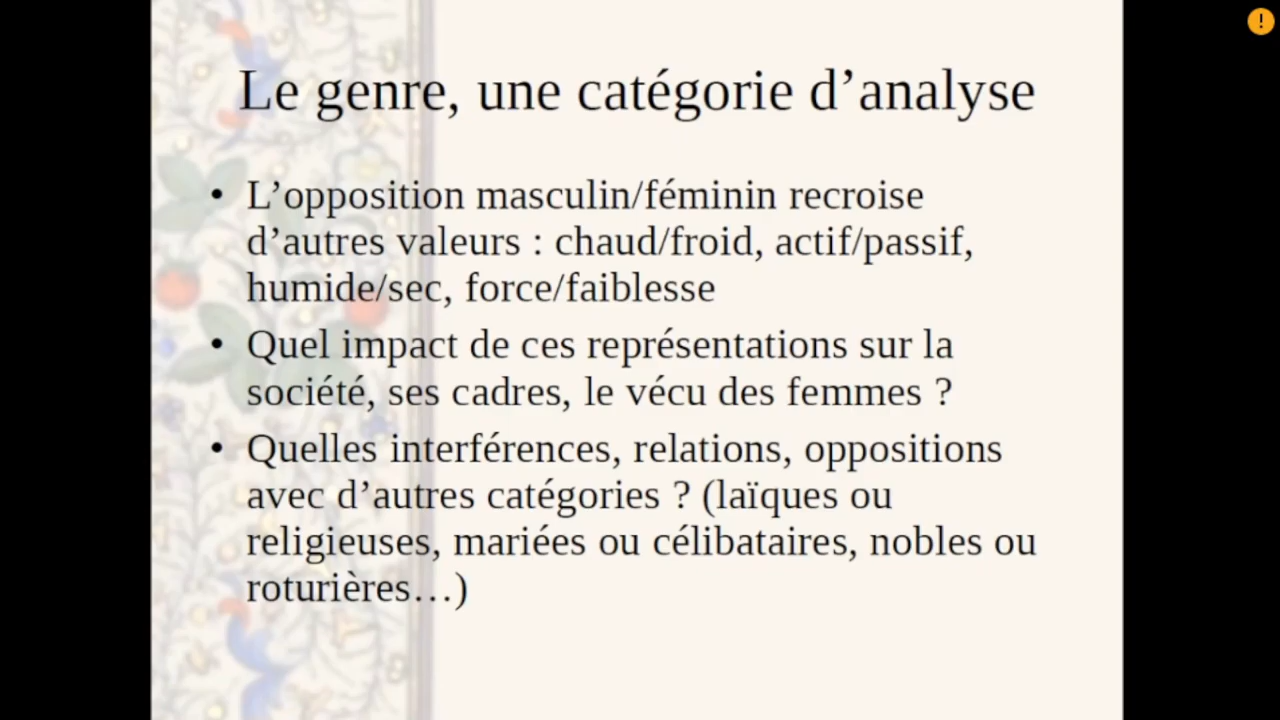 Le genre, une catégorie d’analyse
• L’opposition masculin/féminin recroise
d’autres valeurs : chaud/froid, actif/passif,
humide/sec, force/faiblesse
• Quel impact de ces représentations sur la
société, ses cadres, le vécu des femmes ?
• Quelles interférences, relations, oppositions
avec d’autres catégories ? (laïques ou
religieuses, mariées ou célibataires, nobles ou
roturières…)
!